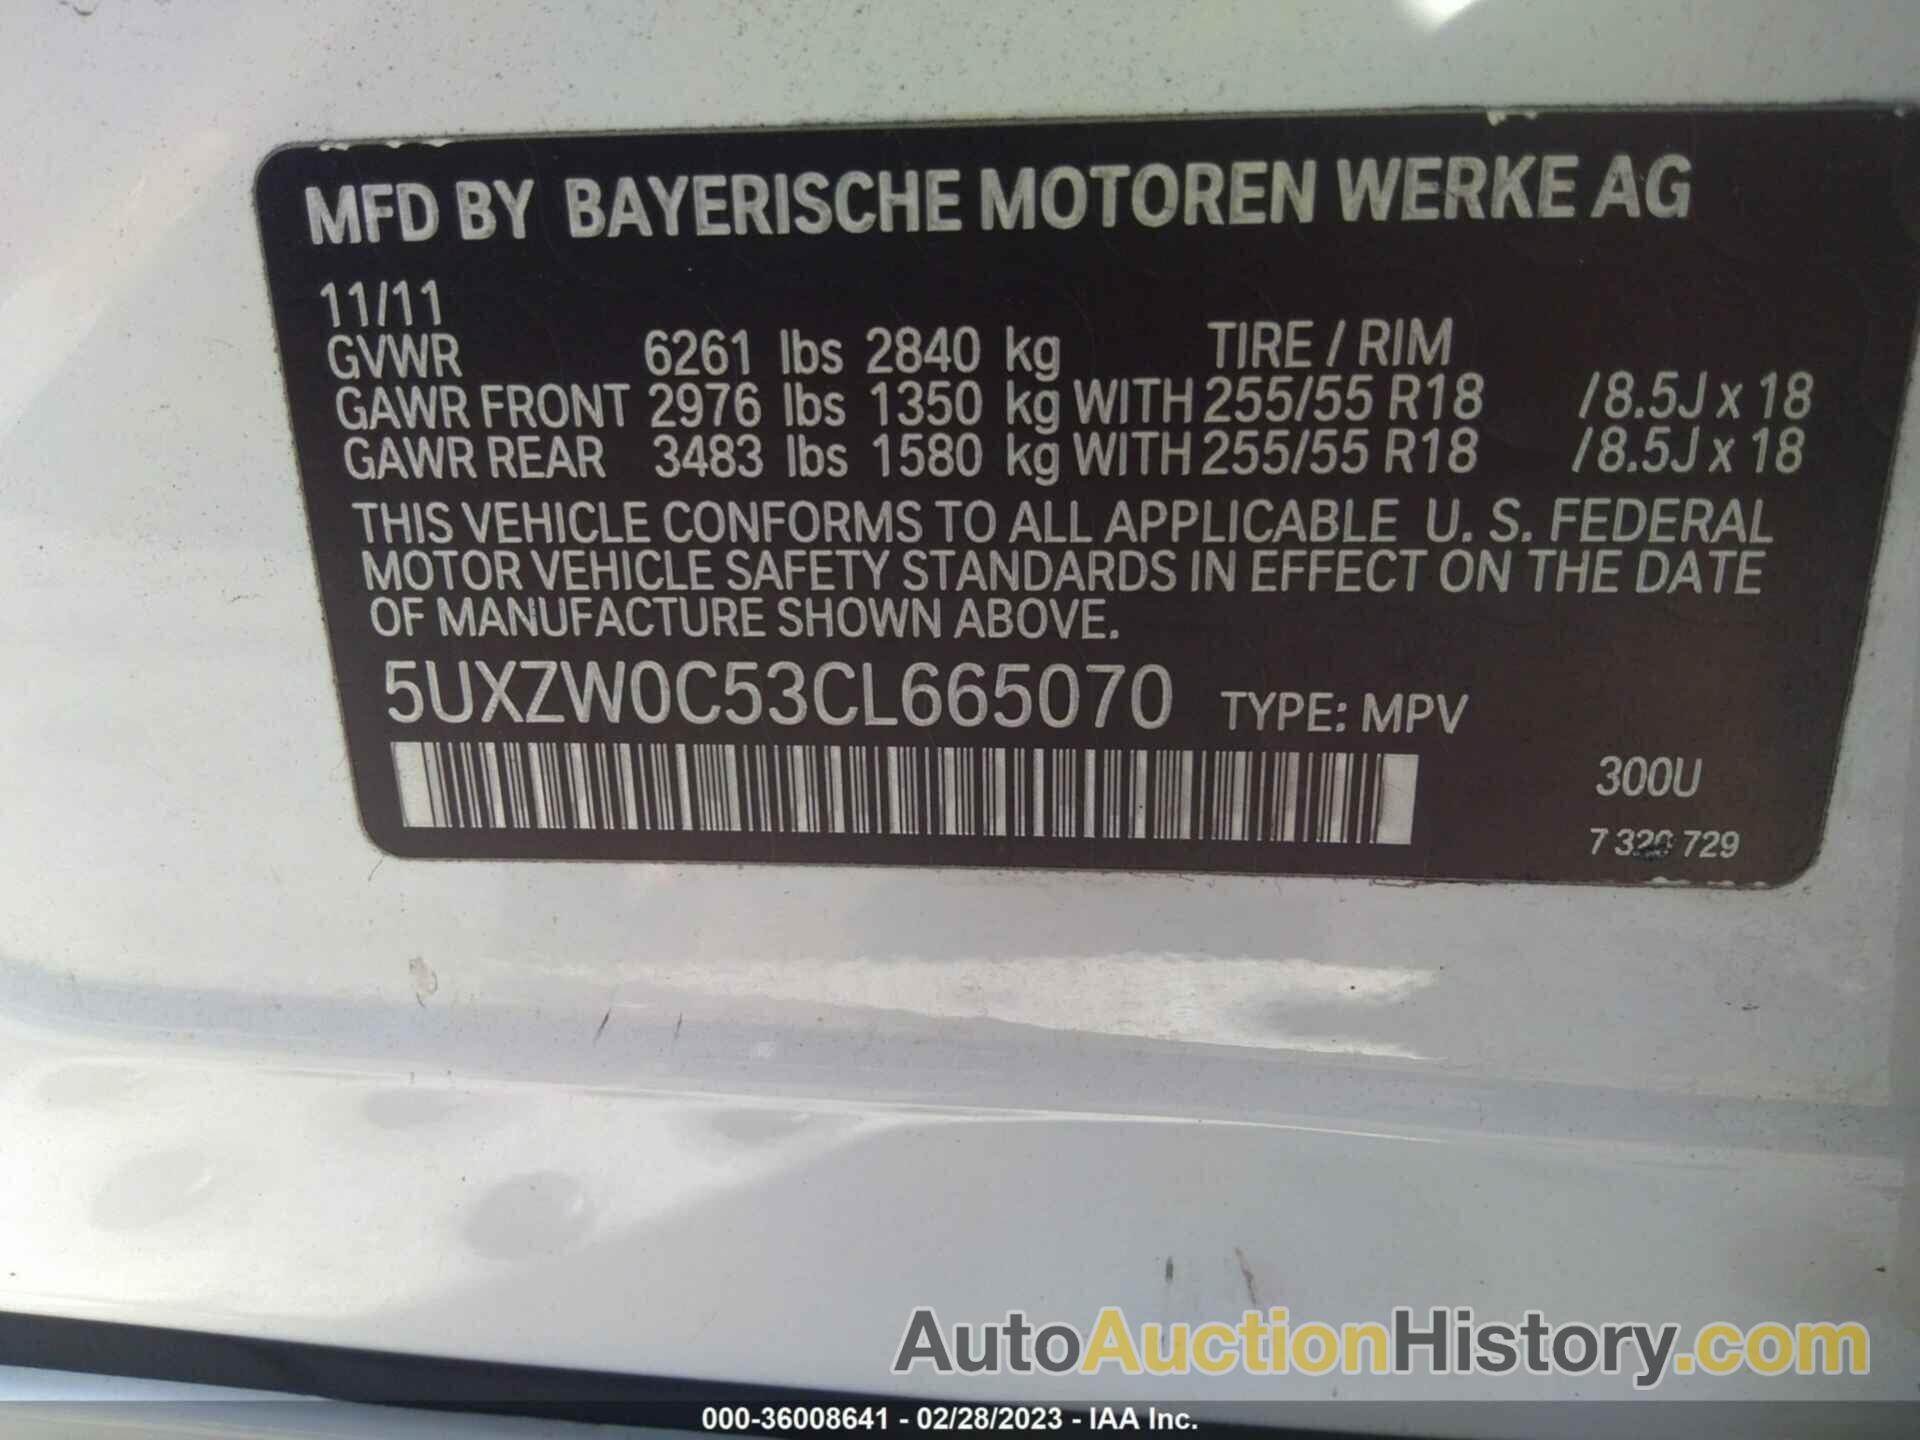 MFD BY BAYERISCHE MOTOREN WERKE AG
11/11
GVWR 6261 lbs 2840 kg TIRE / RIM
GAWR FRONT 2976 lbs 1350 kg WITH 255/55 R18 /8.5J x 18
GAWR REAR 3483 lbs 1580 kg WITH 255/55 R18 /8.5J x 18
THIS VEHICLE CONFORMS TO ALL APPLICABLE U. S. FEDERAL
MOTOR VEHICLE SAFETY STANDARDS IN EFFECT ON THE DATE
OF MANUFACTURE SHOWN ABOVE.
5UXZW0C53CL665070 TYPE: MPV
300U
7 320 729
AutoAuctionHistory.com
000-36008641 - 02/28/2023 - IAA Inc.